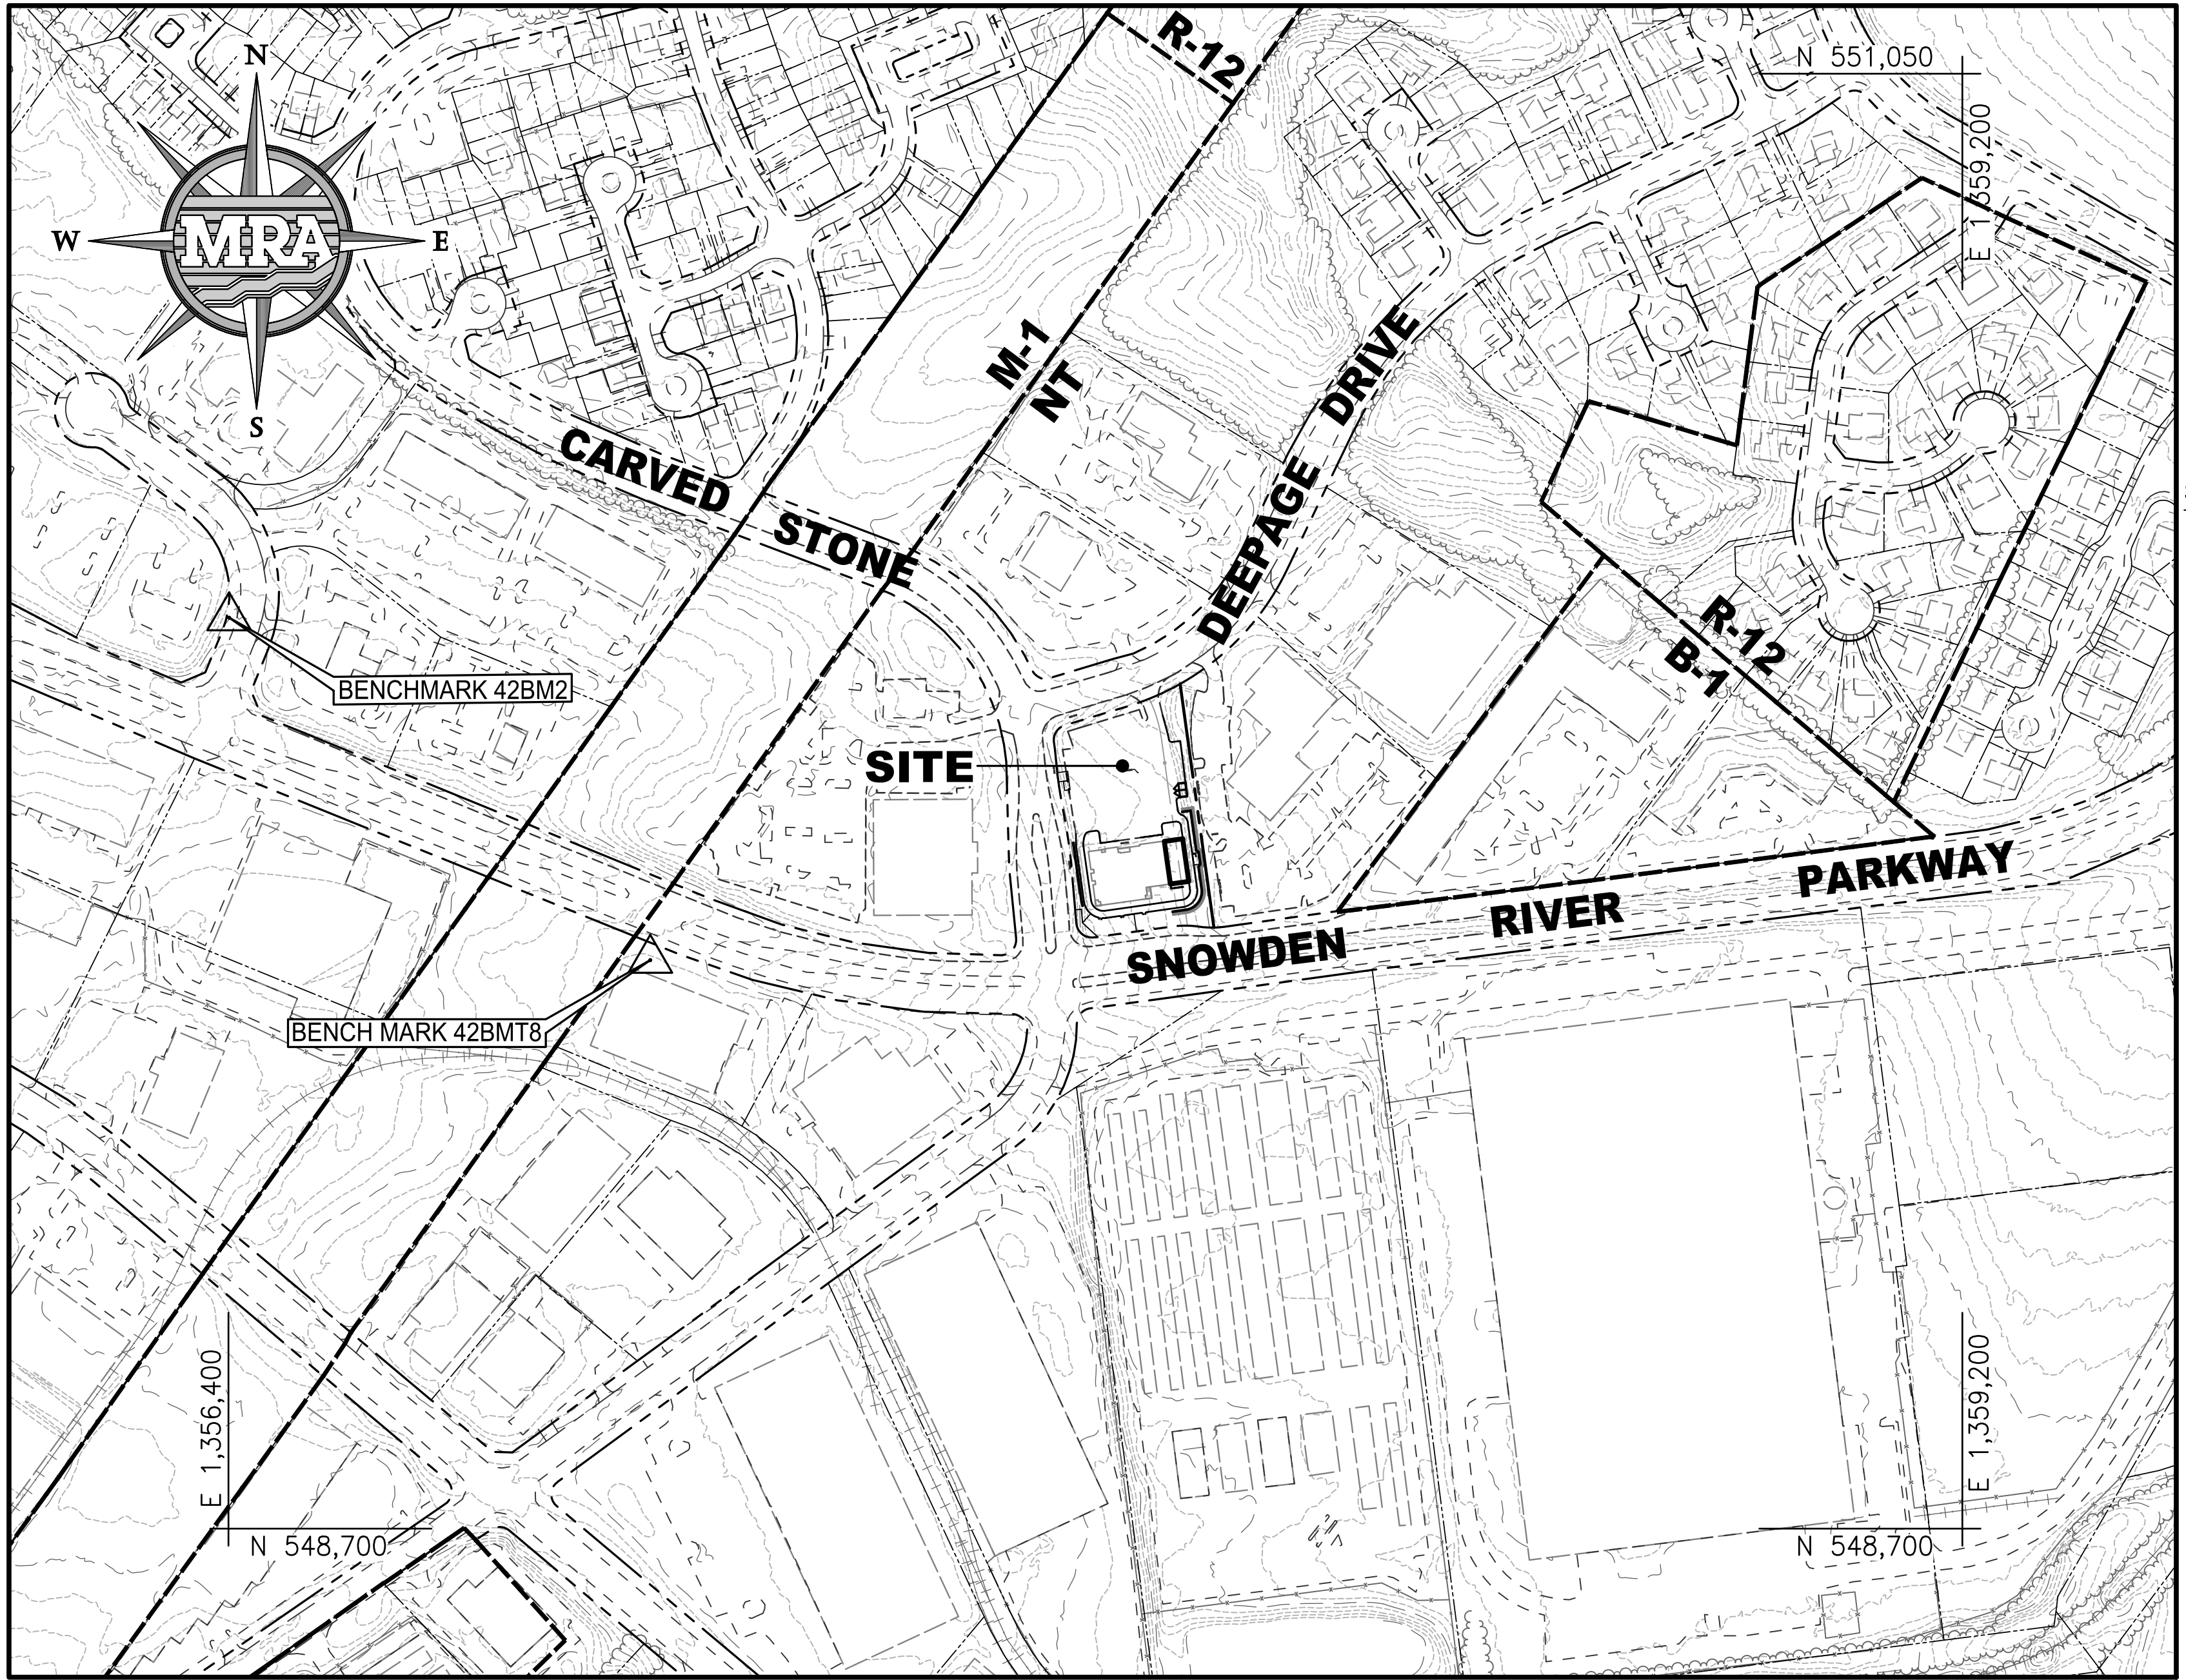 R-12
N 551,050
N
E 1,359,200
W
MRA
E
S
M-1
NT
DEEPAGE DRIVE
CARVED STONE
R-12
B-1
BENCHMARK 42BM2
SITE
SNOWDEN RIVER PARKWAY
BENCH MARK 42BMT8
E 1,356,400
N 548,700
E 1,359,200
N 548,700